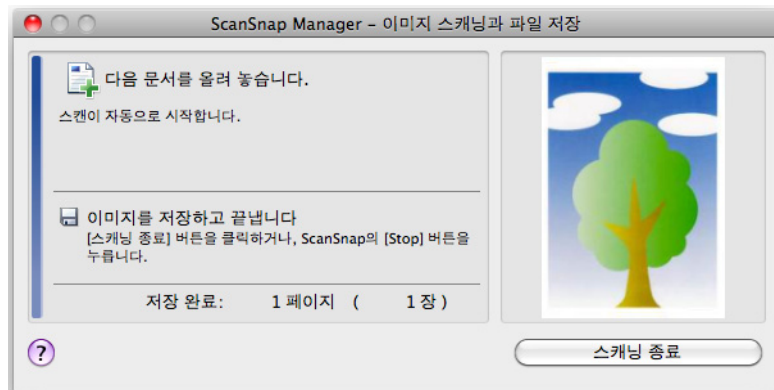 ScanSnap Manager – 이미지 스캐닝과 파일 저장
다음 문서를 올려 놓습니다.
스캔이 자동으로 시작합니다.
이미지를 저장하고 끝냅니다
[스캐닝 종료] 버튼을 클릭하거나, ScanSnap의 [Stop] 버튼을
누릅니다.
저장 완료: 1 페이지 ( 1 장 )
?
스캐닝 종료